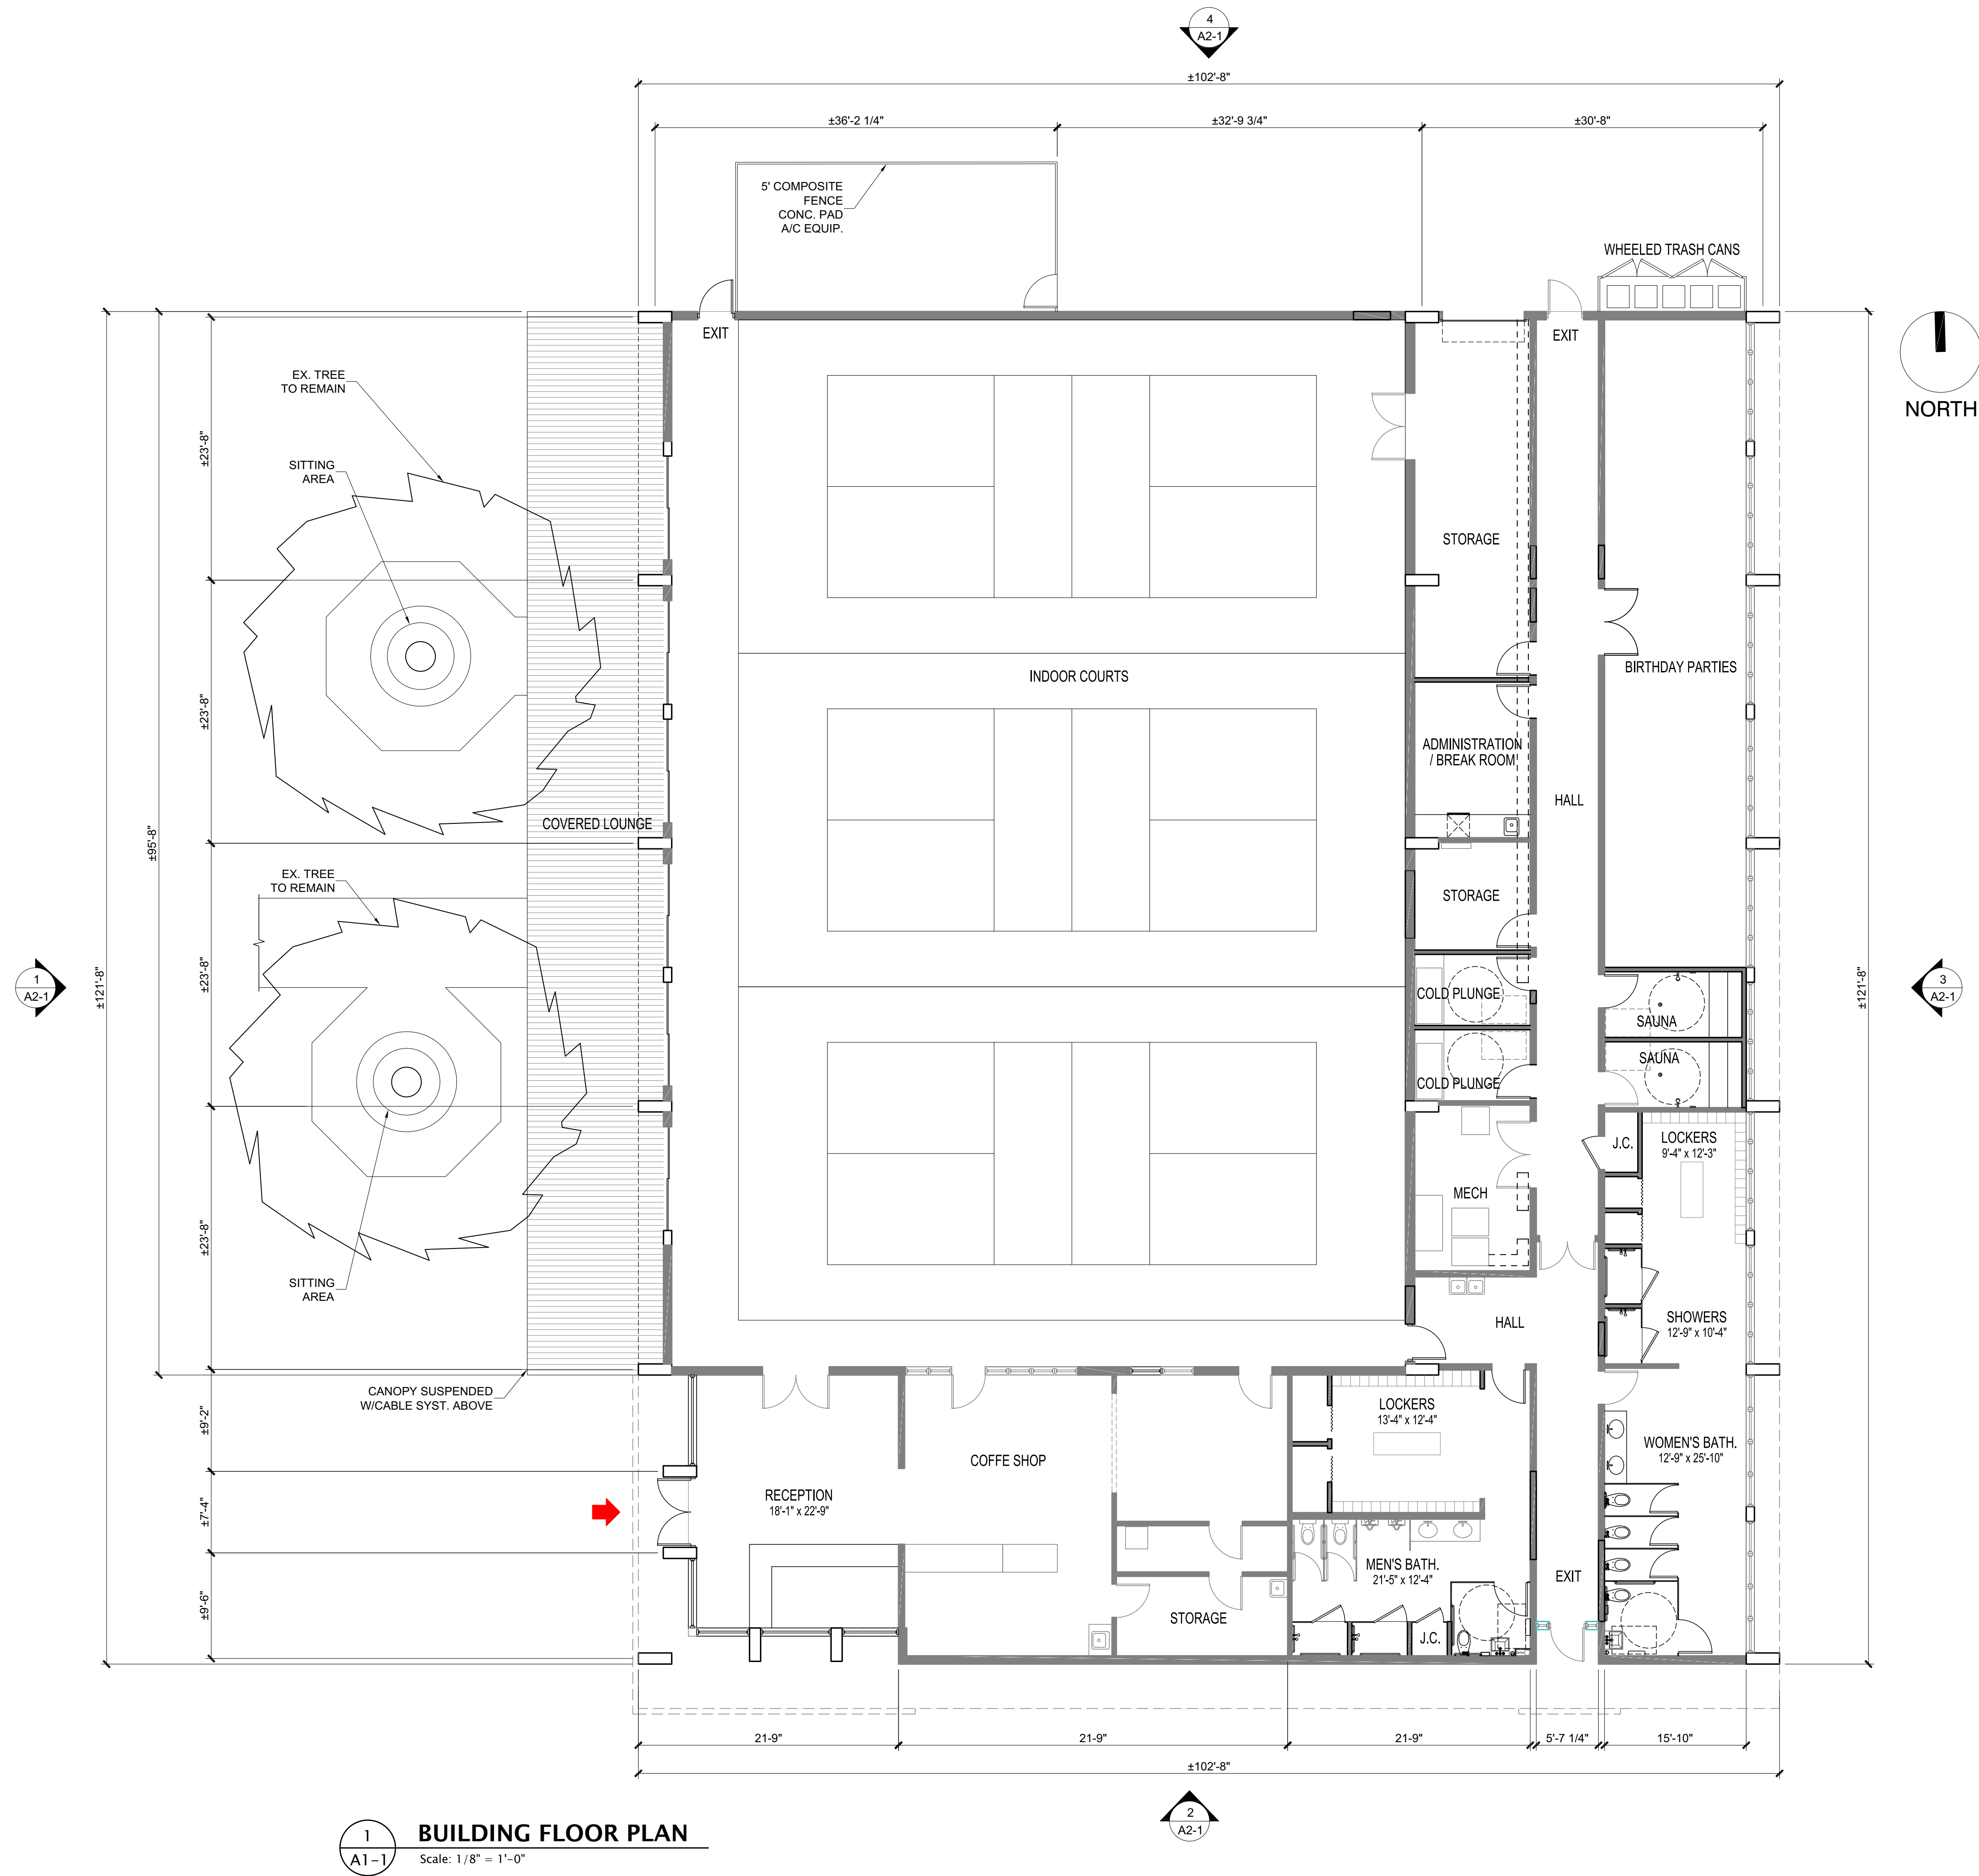 4
A2-1
±102'-8"
±36'-2 1/4"
±32'-9 3/4"
±30'-8"
5' COMPOSITE
FENCE
CONC. PAD
A/C EQUIP.
WHEELED TRASH CANS
EXIT
EXIT
NORTH
EX. TREE
TO REMAIN
SITTING
AREA
±23'-8"
STORAGE
INDOOR COURTS
BIRTHDAY PARTIES
±23'-8"
ADMINISTRATION
/ BREAK ROOM
HALL
COVERED LOUNGE
±95'-8"
EX. TREE
TO REMAIN
STORAGE
±23'-8"
1
A2-1
±121'-8"
COLD PLUNGE
SAUNA
±121'-8"
3
A2-1
SAUNA
COLD PLUNGE
J.C.
LOCKERS
9'-4" x 12'-3"
MECH
±23'-8"
SITTING
AREA
HALL
SHOWERS
12'-9" x 10'-4"
CANOPY SUSPENDED
W/CABLE SYST. ABOVE
±9'-2"
LOCKERS
13'-4" x 12'-4"
COFFE SHOP
WOMEN'S BATH.
12'-9" x 25'-10"
RECEPTION
18'-1" x 22'-9"
±7'-4"
MEN'S BATH.
21'-5" x 12'-4"
EXIT
±9'-6"
STORAGE
J.C.
21-9"
21-9"
21-9"
5'-7 1/4"
15'-10"
±102'-8"
2
A2-1
1
A1-1
BUILDING FLOOR PLAN
Scale: 1/8" = 1'-0"